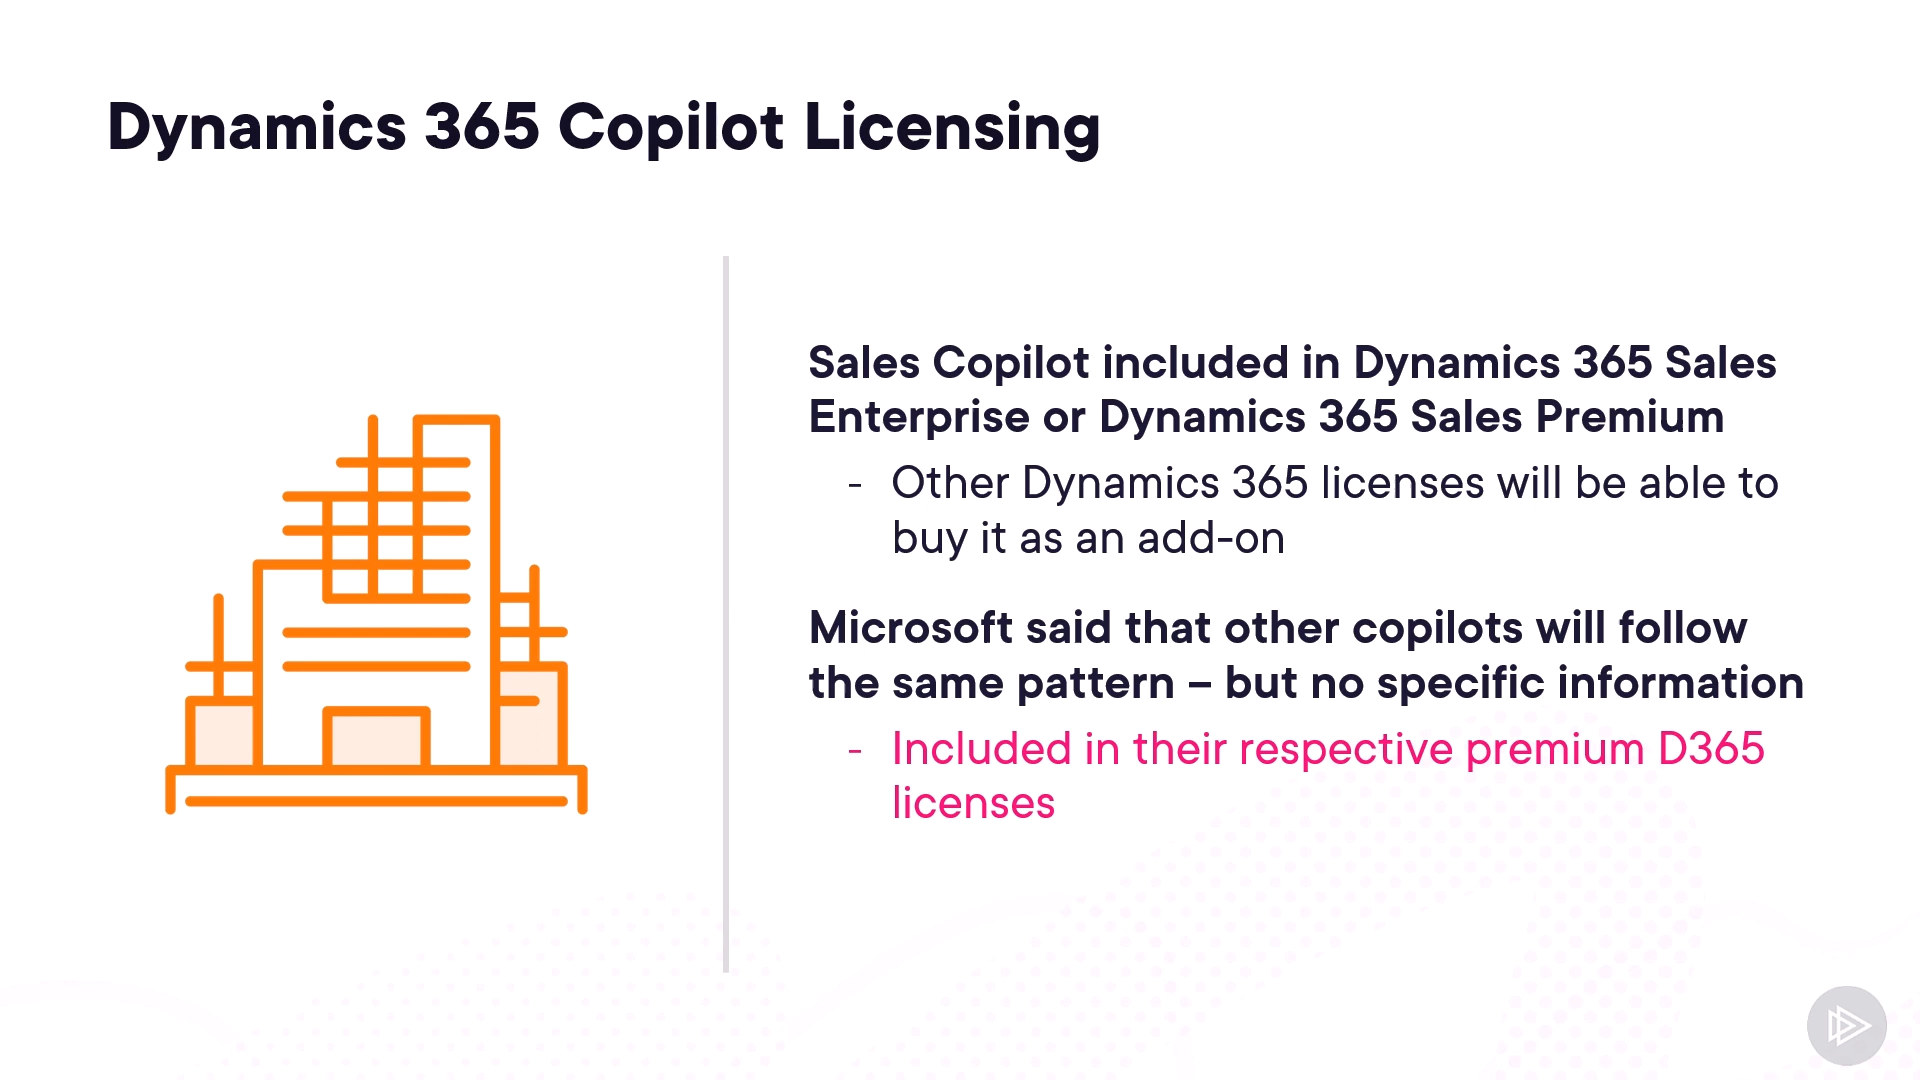 Dynamics 365 Copilot Licensing
Sales Copilot included in Dynamics 365 Sales
Enterprise or Dynamics 365 Sales Premium
- Other Dynamics 365 licenses will be able to
buy it as an add-on
Microsoft said that other copilots will follow
the same pattern – but no specific information
- Included in their respective premium D365
licenses